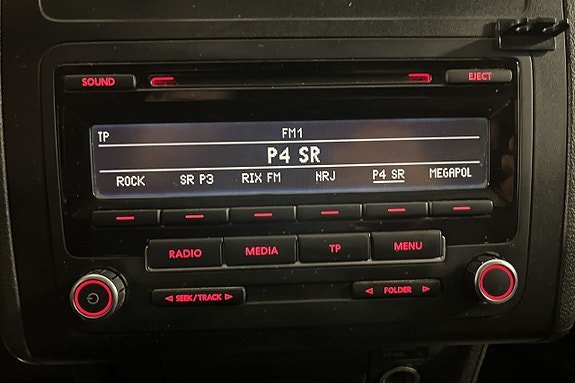 SOUND EJECT
TP FM1
P4 SR
ROCK SR P3 RIX FM NRJ P4 SR MEGAPOL
RADIO MEDIA TP MENU
SEEK/TRACK FOLDER